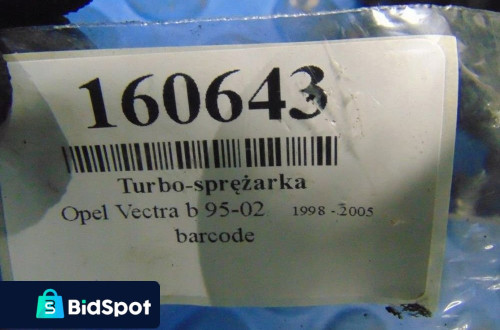 160643
Turbo-sprężarka
Opel Vectra b 95-02 1998 -2005
barcode
BidSpot